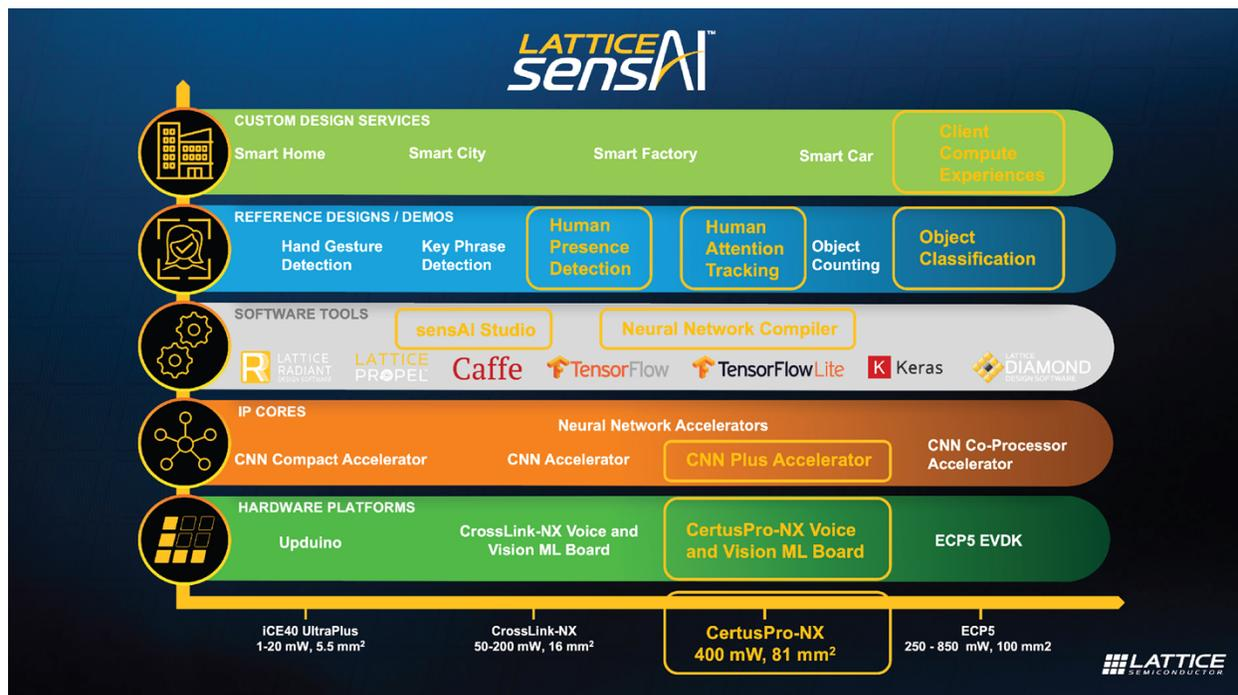 LATTICE
sensAI™
CUSTOM DESIGN SERVICES
Smart Home
Smart City
Smart Factory
Smart Car
Client
Compute
Experiences
REFERENCE DESIGNS / DEMOS
Hand Gesture
Detection
Key Phrase
Detection
Human
Presence
Detection
Human
Attention
Tracking
Object
Counting
Object
Classification
SOFTWARE TOOLS
sensAI Studio
Neural Network Compiler
LATTICE
RADIANT
DESIGN SOFTWARE
LATTICE
PROPEL
Caffe
TensorFlow
TensorFlowLite
K Keras
LATTICE
DIAMOND
DESIGN SOFTWARE
IP CORES
Neural Network Accelerators
CNN Compact Accelerator
CNN Accelerator
CNN Plus Accelerator
CNN Co-Processor
Accelerator
HARDWARE PLATFORMS
Upduino
CrossLink-NX Voice and
Vision ML Board
CertusPro-NX Voice
and Vision ML Board
ECP5 EVDK
iCE40 UltraPlus
1-20 mW, 5.5 mm²
CrossLink-NX
50-200 mW, 16 mm²
CertusPro-NX
400 mW, 81 mm²
ECP5
250 - 850 mW, 100 mm2
LATTICE
SEMICONDUCTOR